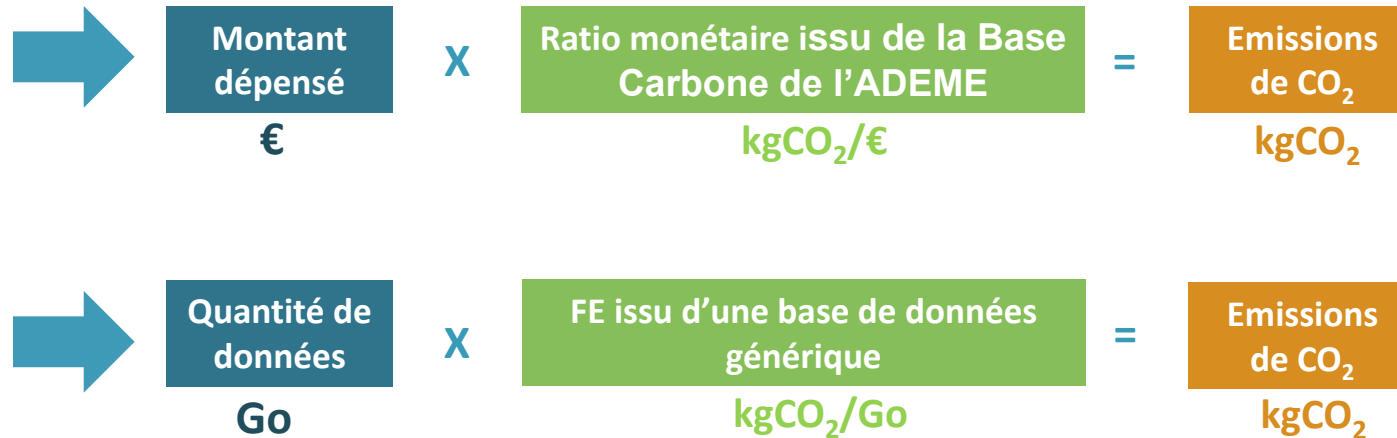 Montant
dépensé
€
X
Ratio monétaire issu de la Base
Carbone de l’ADEME
kgCO₂/€
=
Emissions
de CO₂
kgCO₂
Quantité de
données
Go
X
FE issu d’une base de données
générique
kgCO₂/Go
=
Emissions
de CO₂
kgCO₂